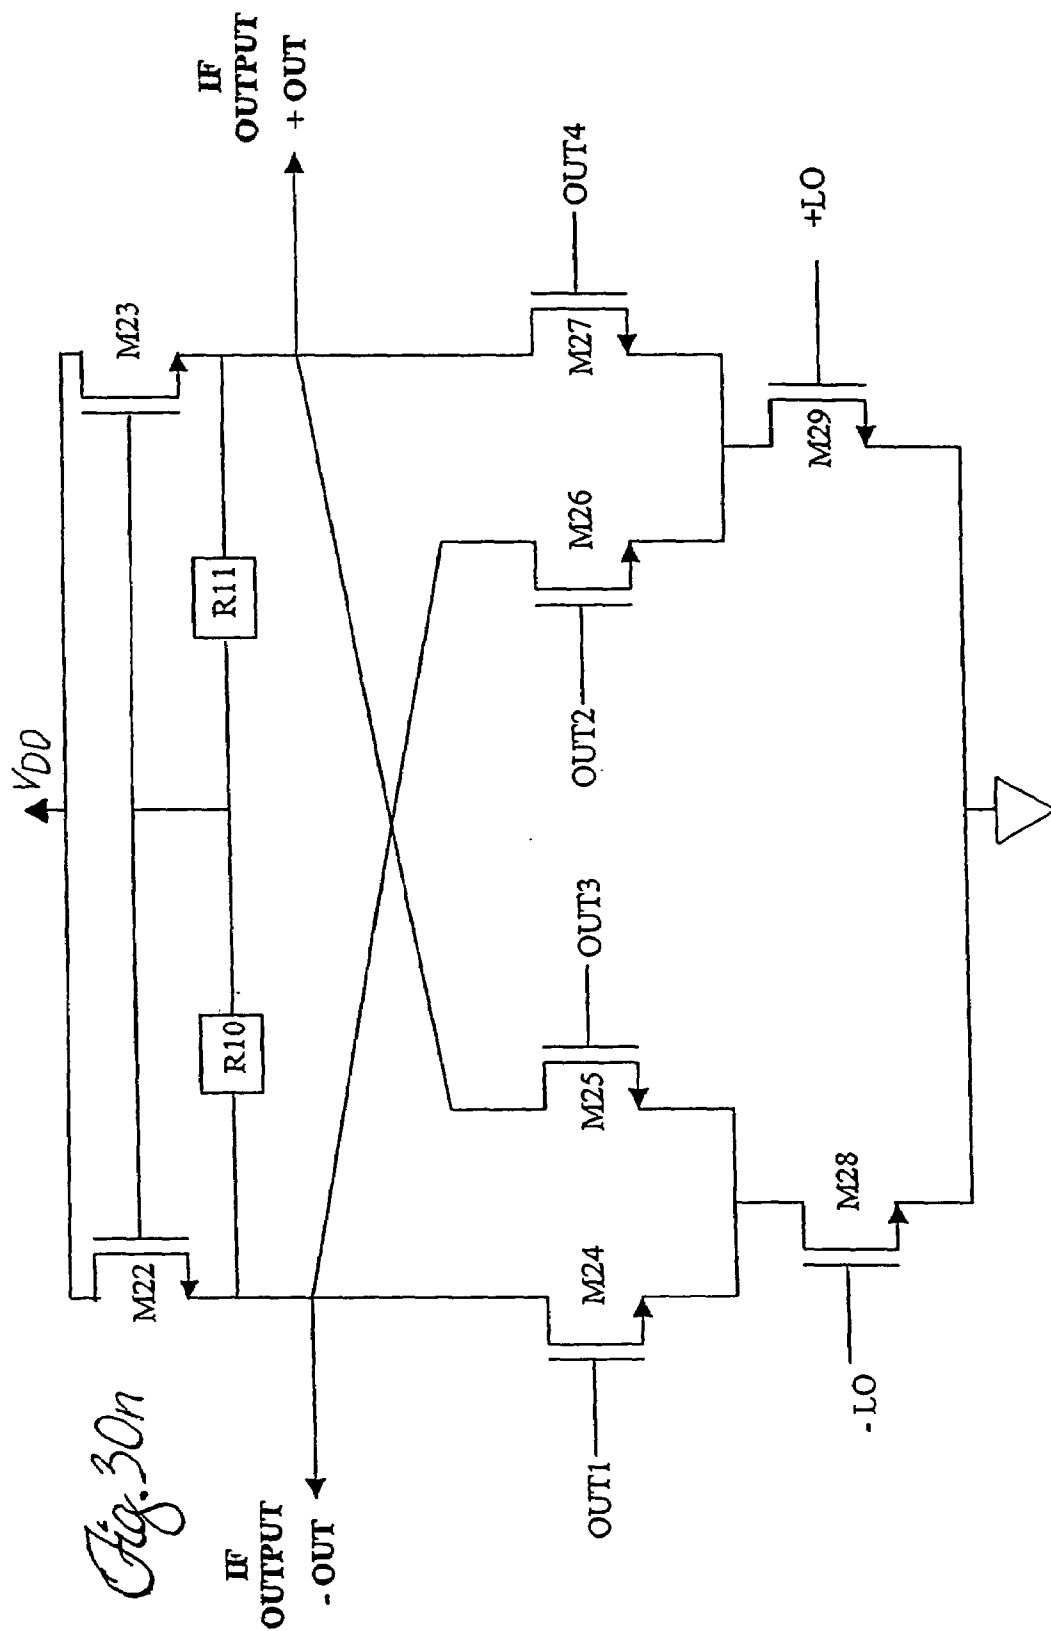 Fig. 30n
VDD
IF
OUTPUT
- OUT
IF
OUTPUT
+ OUT
M22
M23
R10
R11
OUT1
M24
M25
OUT3
OUT2
M26
M27
OUT4
- LO
M28
M29
+LO